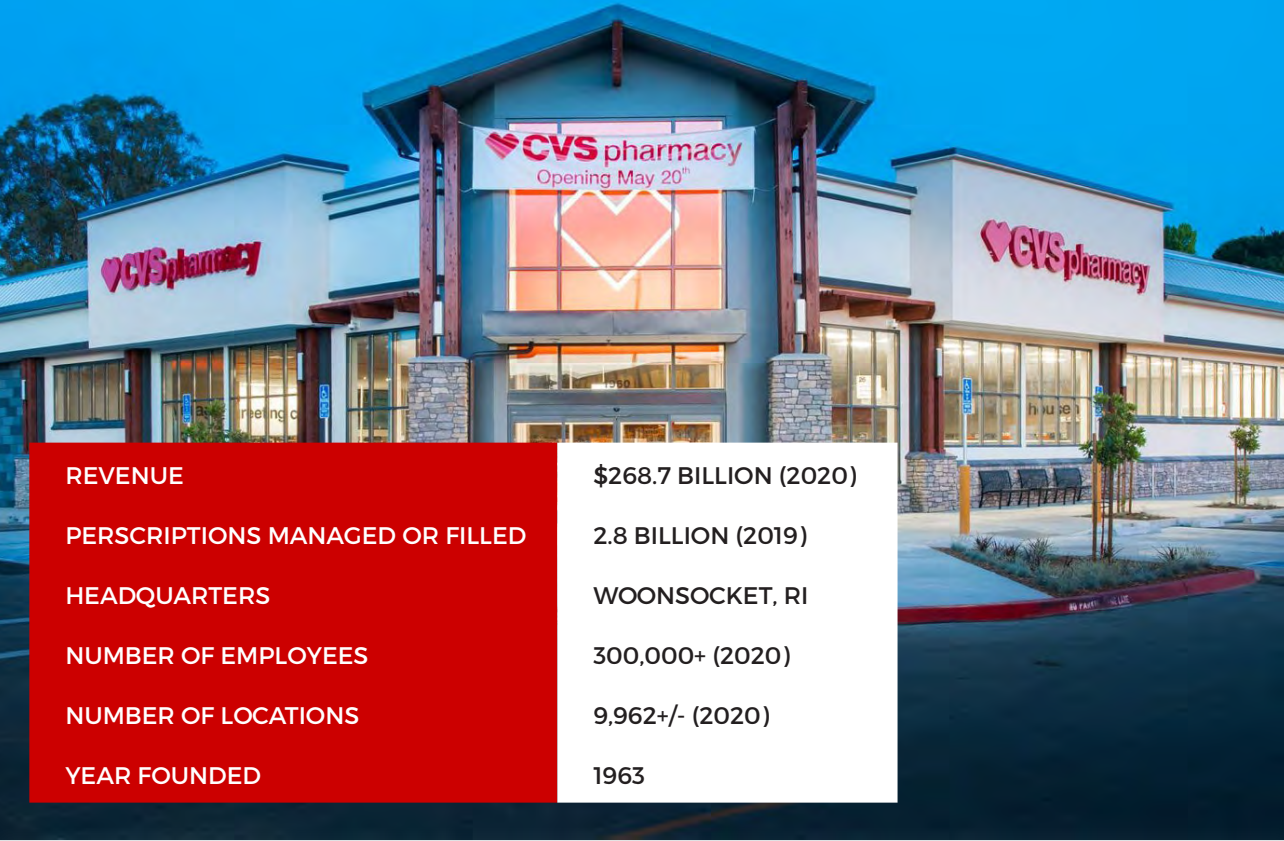 CVS pharmacy
Opening May 20th
CVS pharmacy
CVS pharmacy
1960
REVENUE $268.7 BILLION (2020)
PERSCRIPTIONS MANAGED OR FILLED 2.8 BILLION (2019)
HEADQUARTERS WOONSOCKET, RI
NUMBER OF EMPLOYEES 300,000+ (2020)
NUMBER OF LOCATIONS 9,962+/- (2020)
YEAR FOUNDED 1963